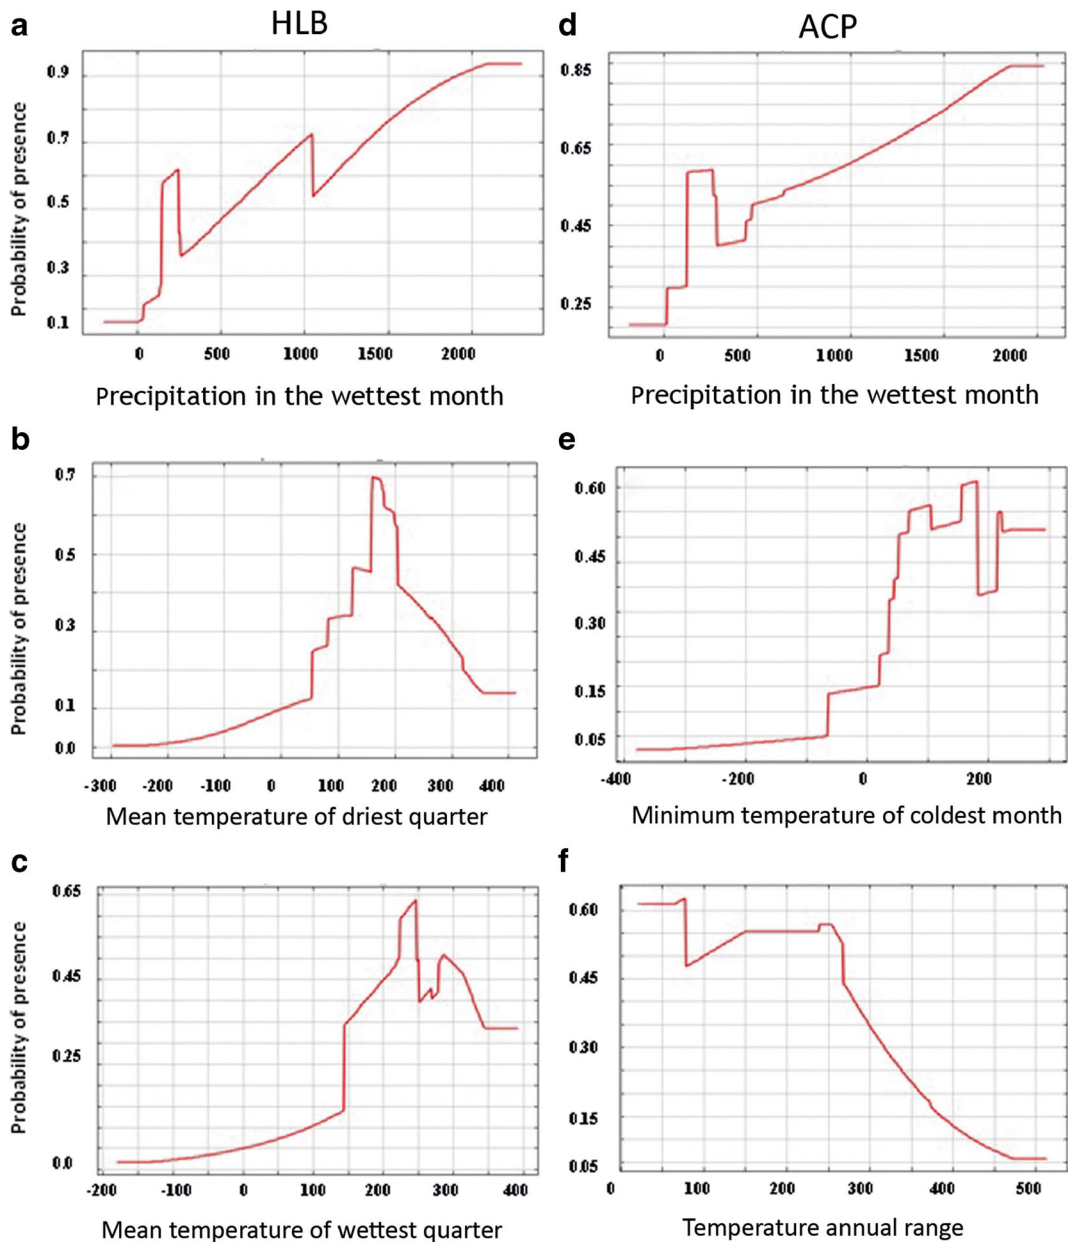 a
HLB
Probability of presence
0.9
0.7
0.5
0.3
0.1
0 500 1000 1500 2000
Precipitation in the wettest month
b
Probability of presence
0.7
0.5
0.3
0.1
0.0
-300 -200 -100 0 100 200 300 400
Mean temperature of driest quarter
c
Probability of presence
0.65
0.45
0.25
0.0
-200 -100 0 100 200 300 400
Mean temperature of wettest quarter
d
ACP
0.85
0.65
0.45
0.25
0 500 1000 1500 2000
Precipitation in the wettest month
e
0.60
0.45
0.30
0.15
0.05
-400 -200 0 200
Minimum temperature of coldest month
f
0.60
0.45
0.30
0.15
0.05
0 100 200 300 400 500
Temperature annual range